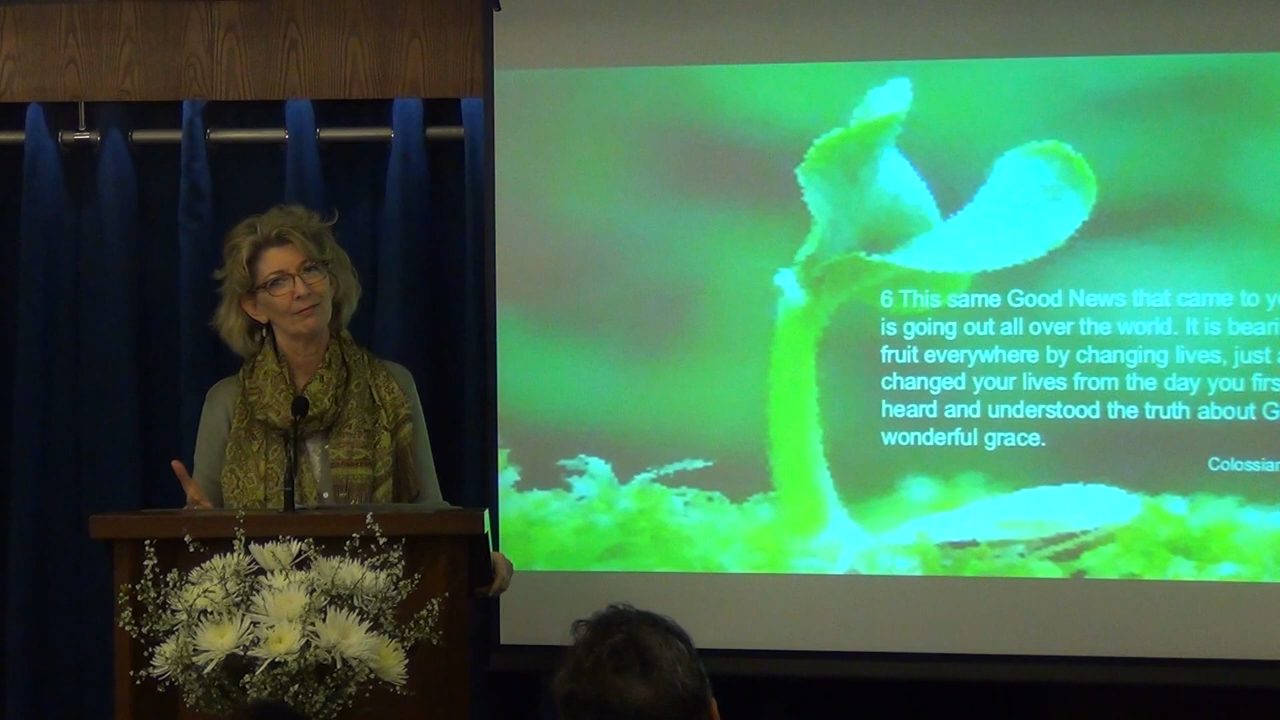 6 This same Good News that came to
is going out all over the world. It is
fruit everywhere by changing lives, just
changed your lives from the day you
heard and understood the truth about
wonderful grace.